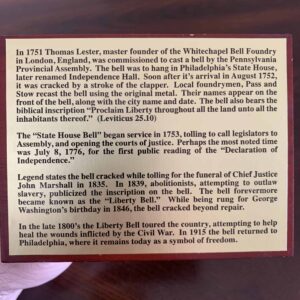 In 1751 Thomas Lester, master founder of the Whitechapel Bell Foundry
in London, England, was commissioned to cast a bell by the Pennsylvania
Provincial Assembly. The bell was to hang in Philadelphia's State House,
later renamed Independence Hall. Soon after it's arrival in August 1752,
it was cracked by a stroke of the clapper. Local foundrymen, Pass and
Stow recast the bell using the original metal. Their names appear on the
front of the bell, along with the city name and date. The bell also bears the
biblical inscription "Proclaim Liberty throughout all the land unto all the
inhabitants thereof." (Leviticus 25.10)
The "State House Bell" began service in 1753, tolling to call legislators to
Assembly, and opening the courts of justice. Perhaps the most noted time
was July 8, 1776, for the first public reading of the "Declaration of
Independence."
Legend states the bell cracked while tolling for the funeral of Chief Justice
John Marshall in 1835. In 1839, abolitionists, attempting to outlaw
slavery, publicized the inscription on the bell. The bell forevermore
became known as the "Liberty Bell." While being rung for George
Washington's birthday in 1846, the bell cracked beyond repair.
In the late 1800's the Liberty Bell toured the country, attempting to help
heal the wounds inflicted by the Civil War. In 1915 the bell returned to
Philadelphia, where it remains today as a symbol of freedom.